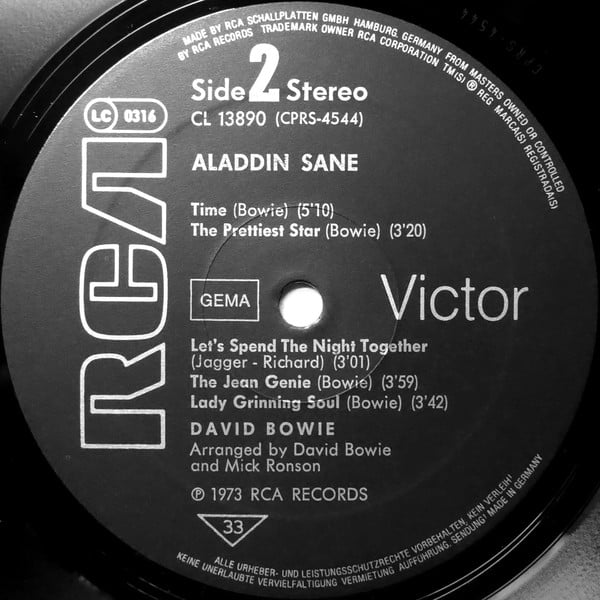 MADE BY RCA SCHALLPLATTEN GMBH HAMBURG, GERMANY, FROM MASTERS OWNED OR CONTROLLED
BY RCA RECORDS TRADEMARK OWNER RCA CORPORATION TM(S) ® REG MARCA(S) REGISTRADA(S)
CPRS-4544
LC 0316
RCA
Side 2 Stereo
CL 13890 (CPRS-4544)
ALADDIN SANE
Time (Bowie) (5'10)
The Prettiest Star (Bowie) (3'20)
GEMA
Victor
Let's Spend The Night Together
(Jagger - Richard) (3'01)
The Jean Genie (Bowie) (3'59)
Lady Grinning Soul (Bowie) (3'42)
DAVID BOWIE
Arranged by David Bowie
and Mick Ronson
℗ 1973 RCA RECORDS
33
ALLE URHEBER- UND LEISTUNGSSCHUTZRECHTE VORBEHALTEN. KEIN VERLEIH!
KEINE UNERLAUBTE VERVIELFÄLTIGUNG VERMIETUNG, AUFFÜHRUNG, SENDUNG! MADE IN GERMANY